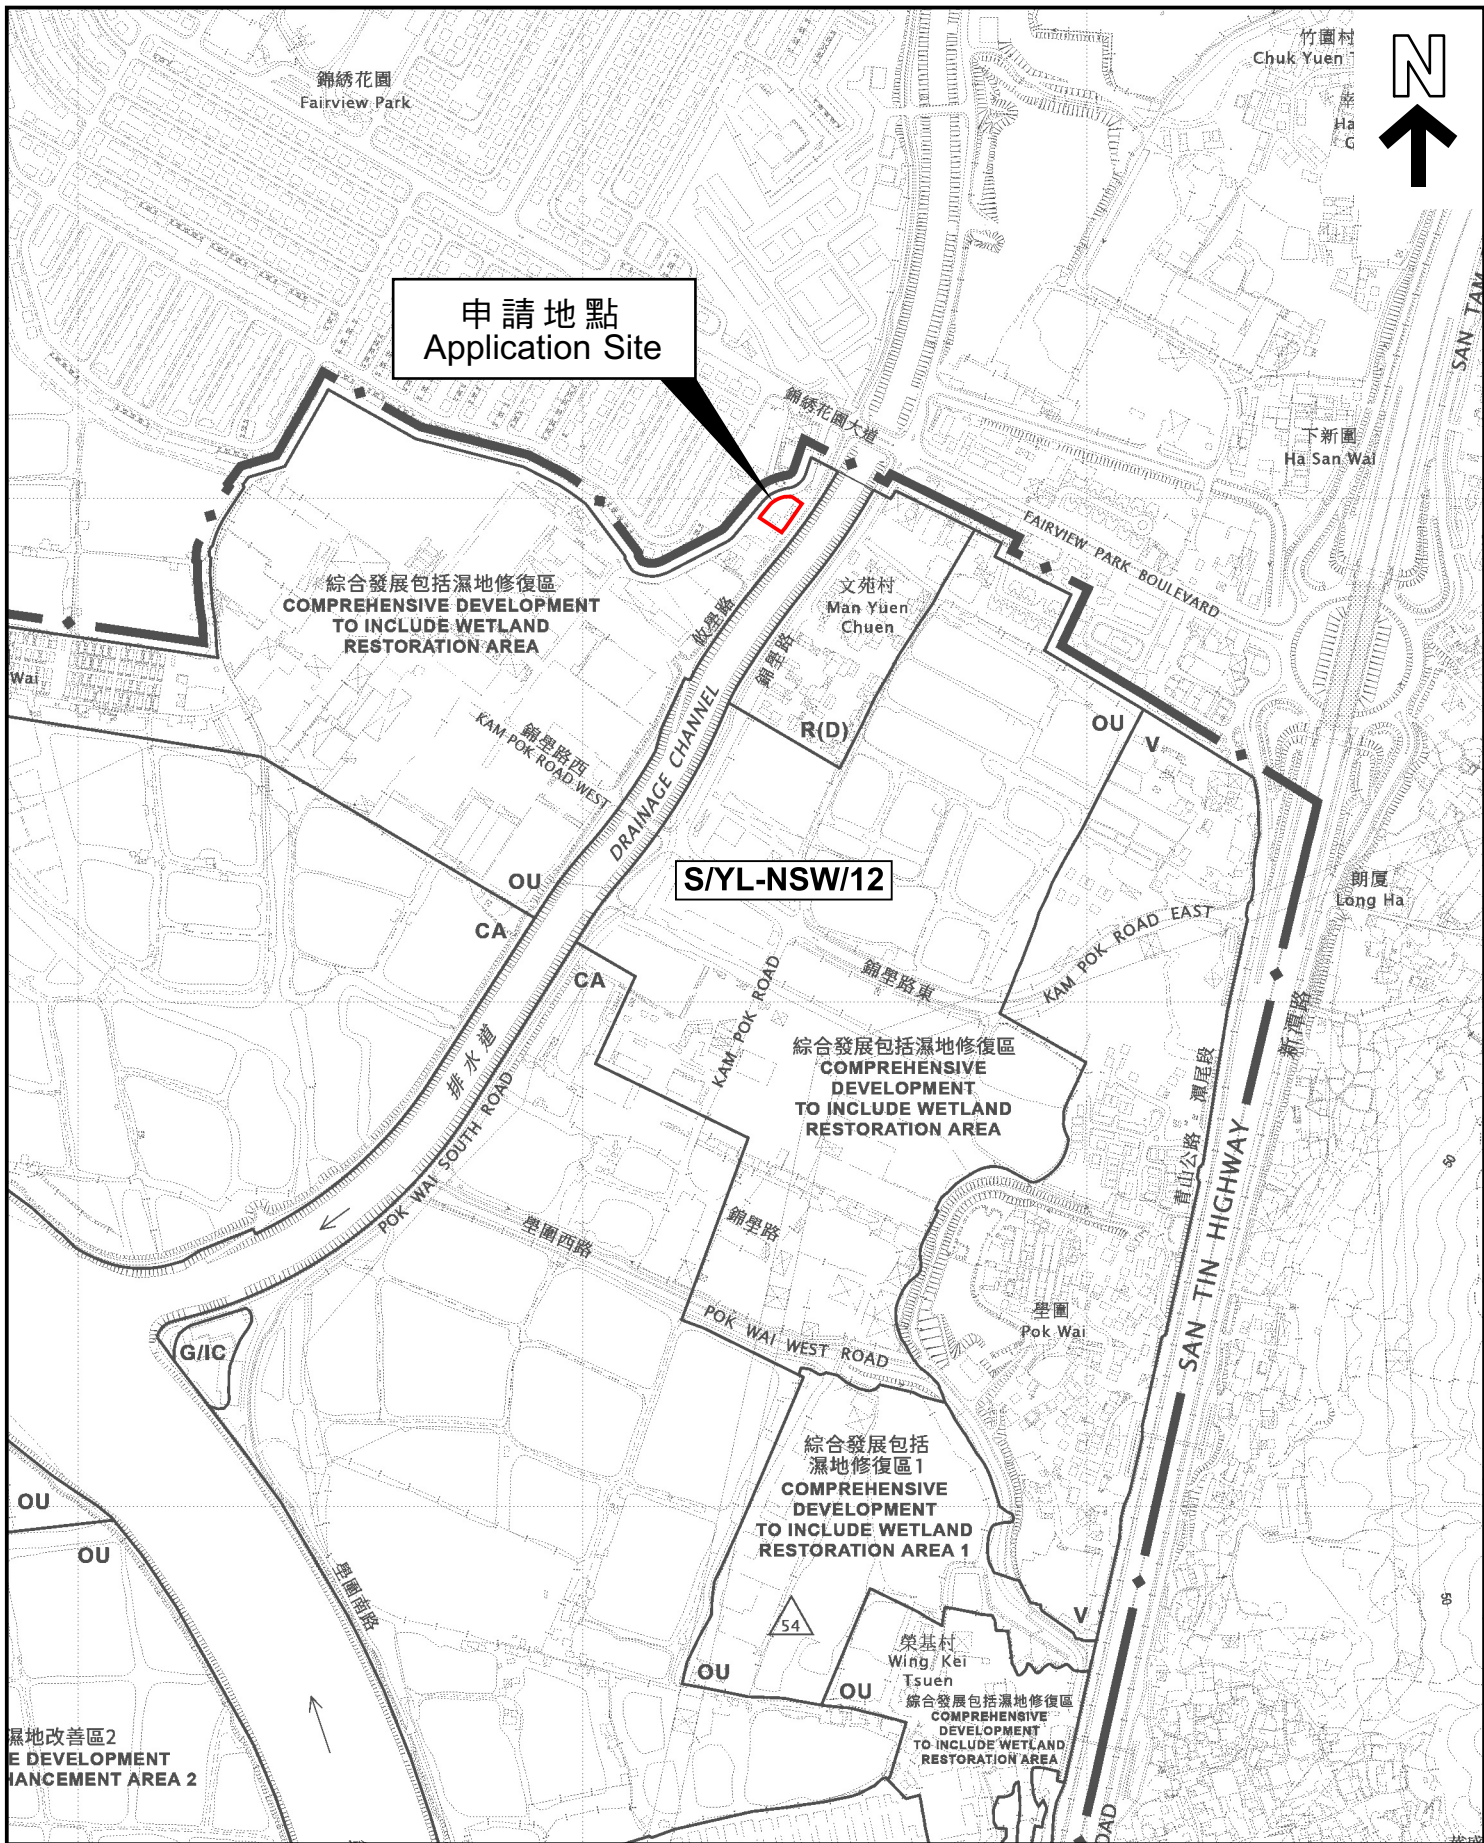 錦綉花園
Fairview Park
竹園村
Chuk Yuen
N
Ha
申請地點
Application Site
SAN TAM
錦綉花園大道
下新圍
Ha San Wai
FAIRVIEW PARK BOULEVARD
綜合發展包括濕地修復區
COMPREHENSIVE DEVELOPMENT
TO INCLUDE WETLAND
RESTORATION AREA
文苑村
Man Yuen
Chuen
攸壆路
錦壆路
Wai
錦壆路西
KAM POK ROAD WEST
DRAINAGE CHANNEL
R(D)
OU
V
S/YL-NSW/12
OU
CA
CA
朗厦
Long Ha
KAM POK ROAD EAST
錦壆路東
KAM POK ROAD
新潭路
綜合發展包括濕地修復區
COMPREHENSIVE
DEVELOPMENT
TO INCLUDE WETLAND
RESTORATION AREA
排水道
POK WAI SOUTH ROAD
青山公路 - 潭尾段
SAN TIN HIGHWAY
50
壆圍西路
錦壆路
POK WAI WEST ROAD
壆圍
Pok Wai
G/IC
綜合發展包括
濕地修復區1
COMPREHENSIVE
DEVELOPMENT
TO INCLUDE WETLAND
RESTORATION AREA 1
OU
OU
壆圍南路
54
V
50
榮基村
Wing Kei
Tsuen
OU
OU
綜合發展包括濕地修復區
COMPREHENSIVE
DEVELOPMENT
TO INCLUDE WETLAND
RESTORATION AREA
濕地改善區2
E DEVELOPMENT
HANCEMENT AREA 2
OAD